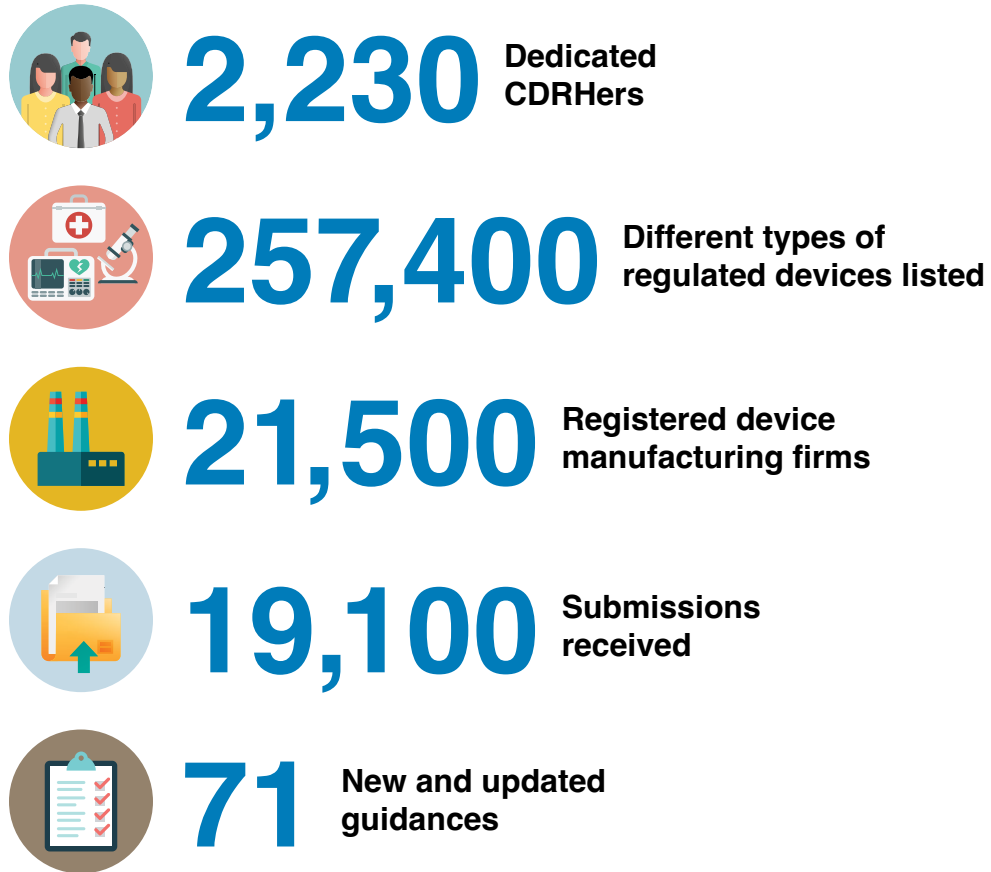 2,230
Dedicated
CDRHers
257,400
Different types of
regulated devices listed
21,500
Registered device
manufacturing firms
19,100
Submissions
received
71
New and updated
guidances